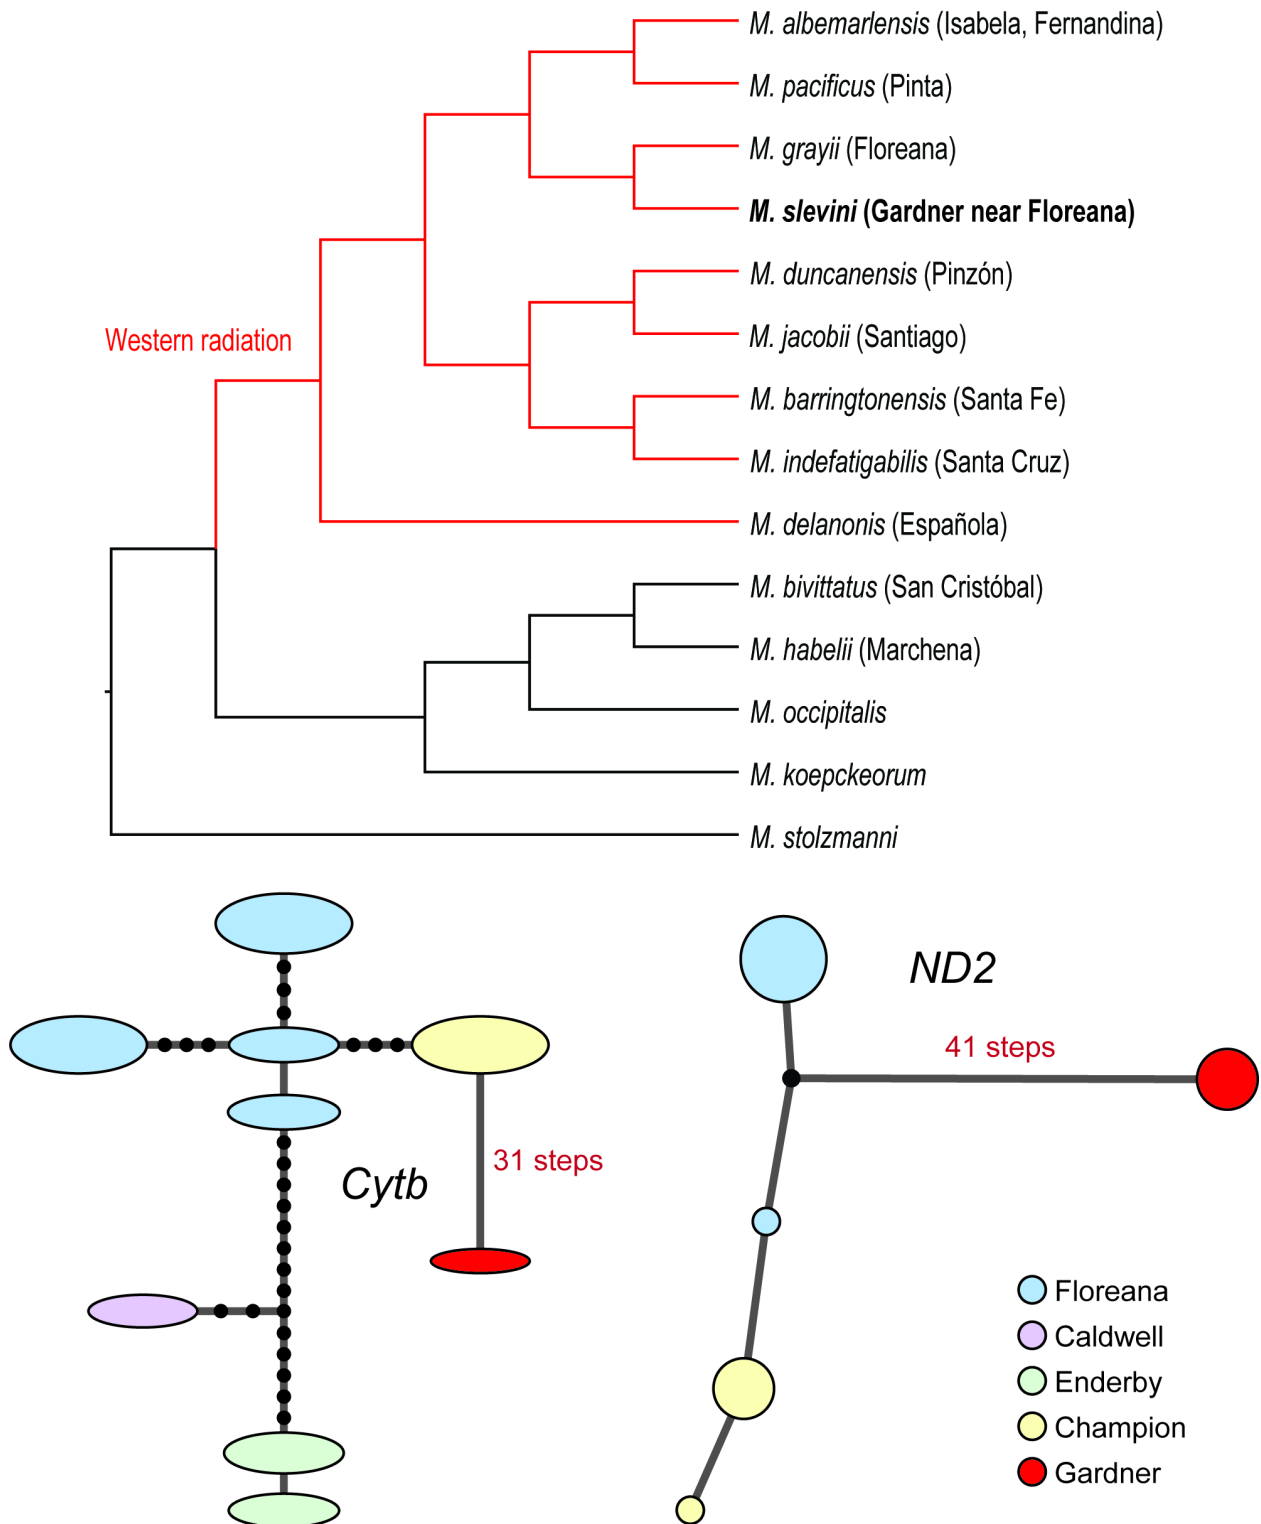 M. albemarlensis (Isabela, Fernandina)
M. pacificus (Pinta)
M. grayii (Floreana)
M. slevini (Gardner near Floreana)
M. duncanensis (Pinzón)
Western radiation
M. jacobii (Santiago)
M. barringtonensis (Santa Fe)
M. indefatigabilis (Santa Cruz)
M. delanonis (Española)
M. bivittatus (San Cristóbal)
M. habelii (Marchena)
M. occipitalis
M. koepckeorum
M. stolzmanni
Cytb
31 steps
ND2
41 steps
Floreana
Caldwell
Enderby
Champion
Gardner